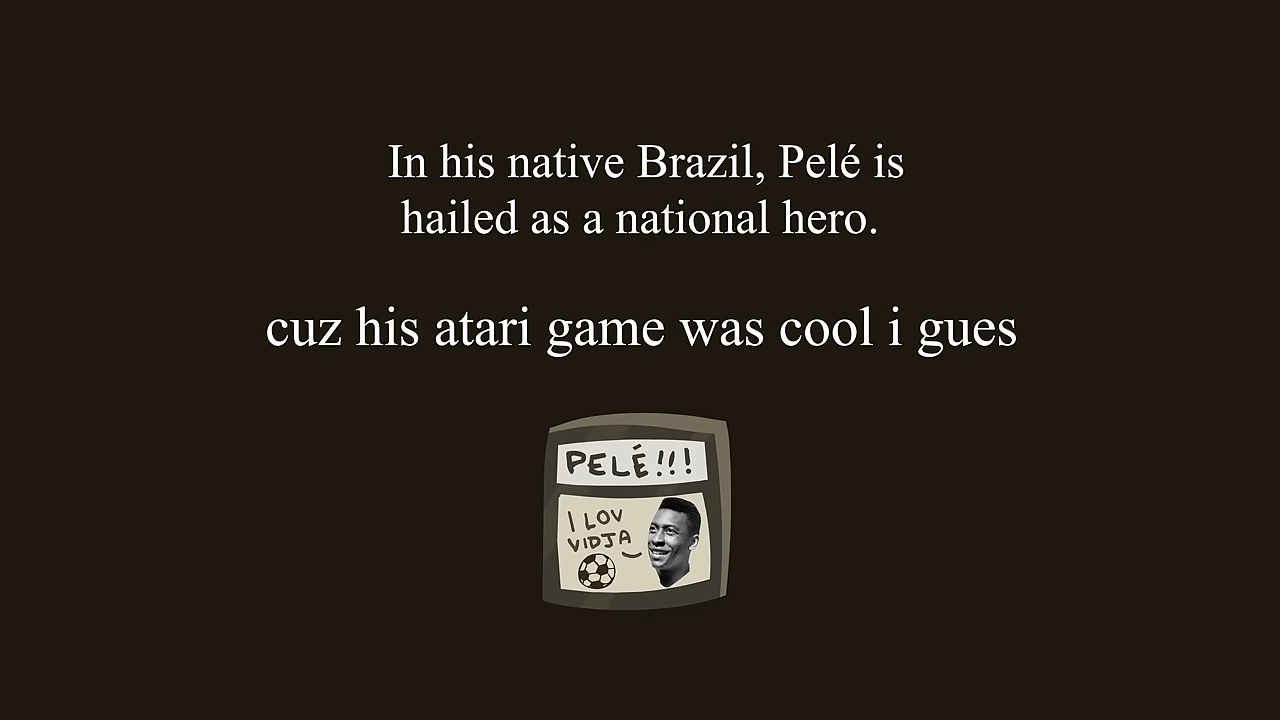 In his native Brazil, Pelé is
hailed as a national hero.
cuz his atari game was cool i gues
PELÉ!!!
I LOV
VIDJA